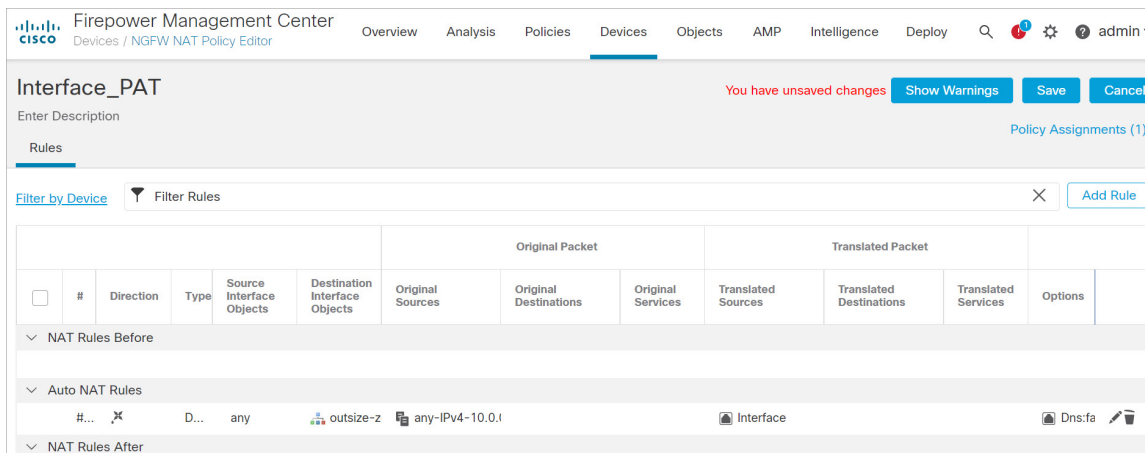 CISCO
Firepower Management Center
Devices / NGFW NAT Policy Editor
Overview Analysis Policies Devices Objects AMP Intelligence Deploy 1 admin
Interface_PAT
You have unsaved changes Show Warnings Save Cancel
Enter Description
Policy Assignments (1)
Rules
Filter by Device Filter Rules Add Rule
Original Packet Translated Packet
# Direction Type Source Interface Objects Destination Interface Objects Original Sources Original Destinations Original Services Translated Sources Translated Destinations Translated Services Options
NAT Rules Before
Auto NAT Rules
#... D... any outsize-z any-IPv4-10.0. Interface Dns:fa
NAT Rules After